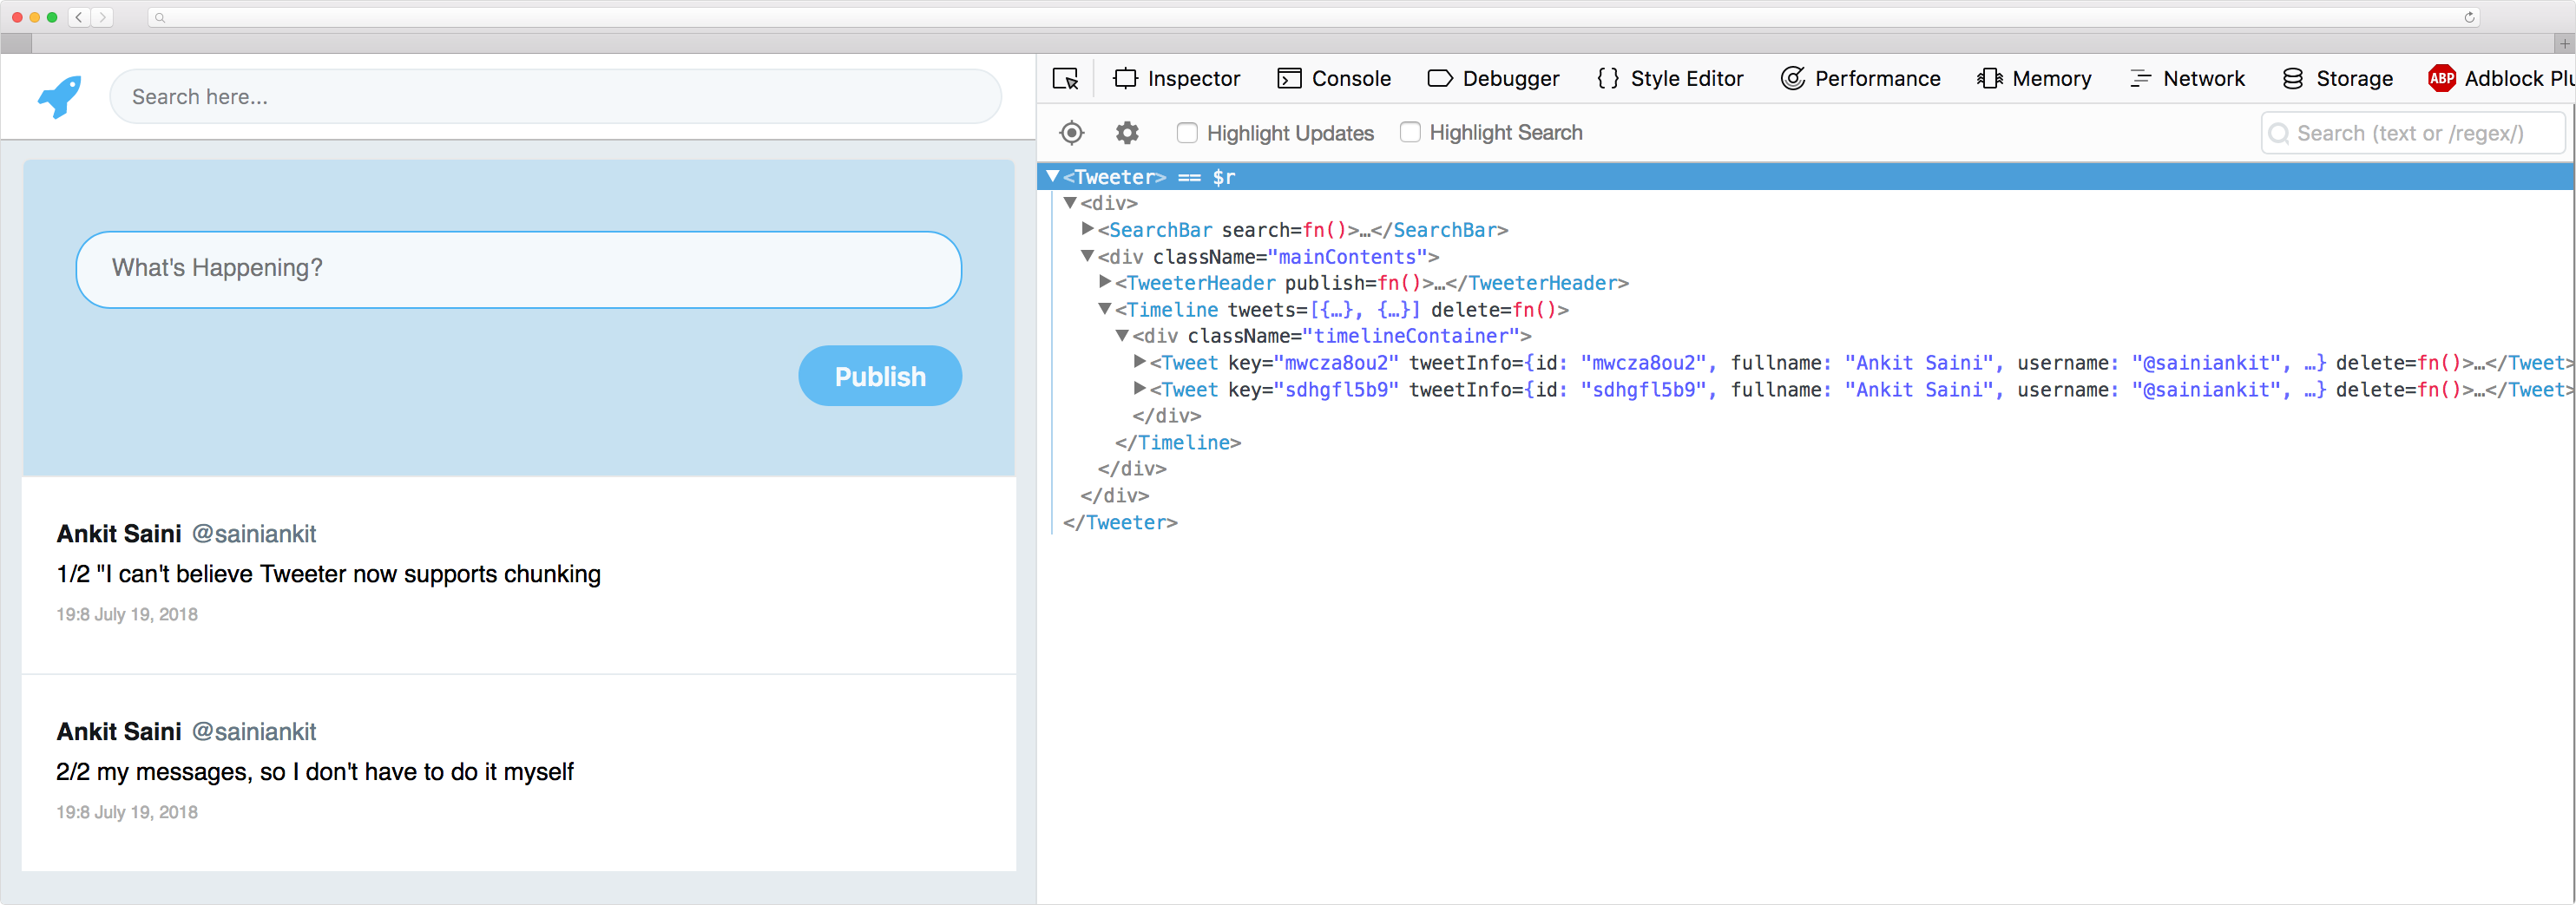 Search here...
What's Happening?
Publish
Ankit Saini @sainiankit
1/2 "I can't believe Tweeter now supports chunking
19:8 July 19, 2018
Ankit Saini @sainiankit
2/2 my messages, so I don't have to do it myself
19:8 July 19, 2018
Inspector Console Debugger { } Style Editor Performance Memory Network Storage ABP Adblock Plu
Highlight Updates Highlight Search Search (text or /regex/)
<Tweeter> == $r
<div>
<SearchBar search=fn()>…</SearchBar>
<div className="mainContents">
<TweeterHeader publish=fn()>…</TweeterHeader>
<Timeline tweets=[{…}, {…}] delete=fn()>
<div className="timelineContainer">
<Tweet key="mwcza8ou2" tweetInfo={id: "mwcza8ou2", fullname: "Ankit Saini", username: "@sainiankit", …} delete=fn()>…</Tweet>
<Tweet key="sdhgfl5b9" tweetInfo={id: "sdhgfl5b9", fullname: "Ankit Saini", username: "@sainiankit", …} delete=fn()>…</Tweet>
</div>
</Timeline>
</div>
</div>
</Tweeter>